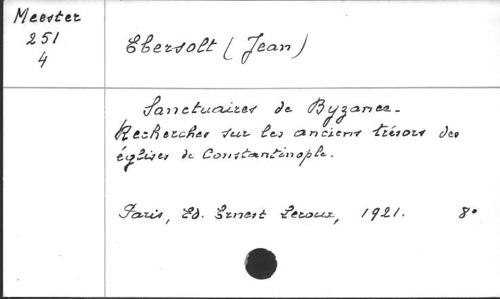 Meester
251
4
Ebersolt (Jean)
Sanctuaires de Byzance.
Recherches sur les anciens trésors des
églises de Constantinople.
Paris, Ed. Ernest Leroux, 1921. 8°